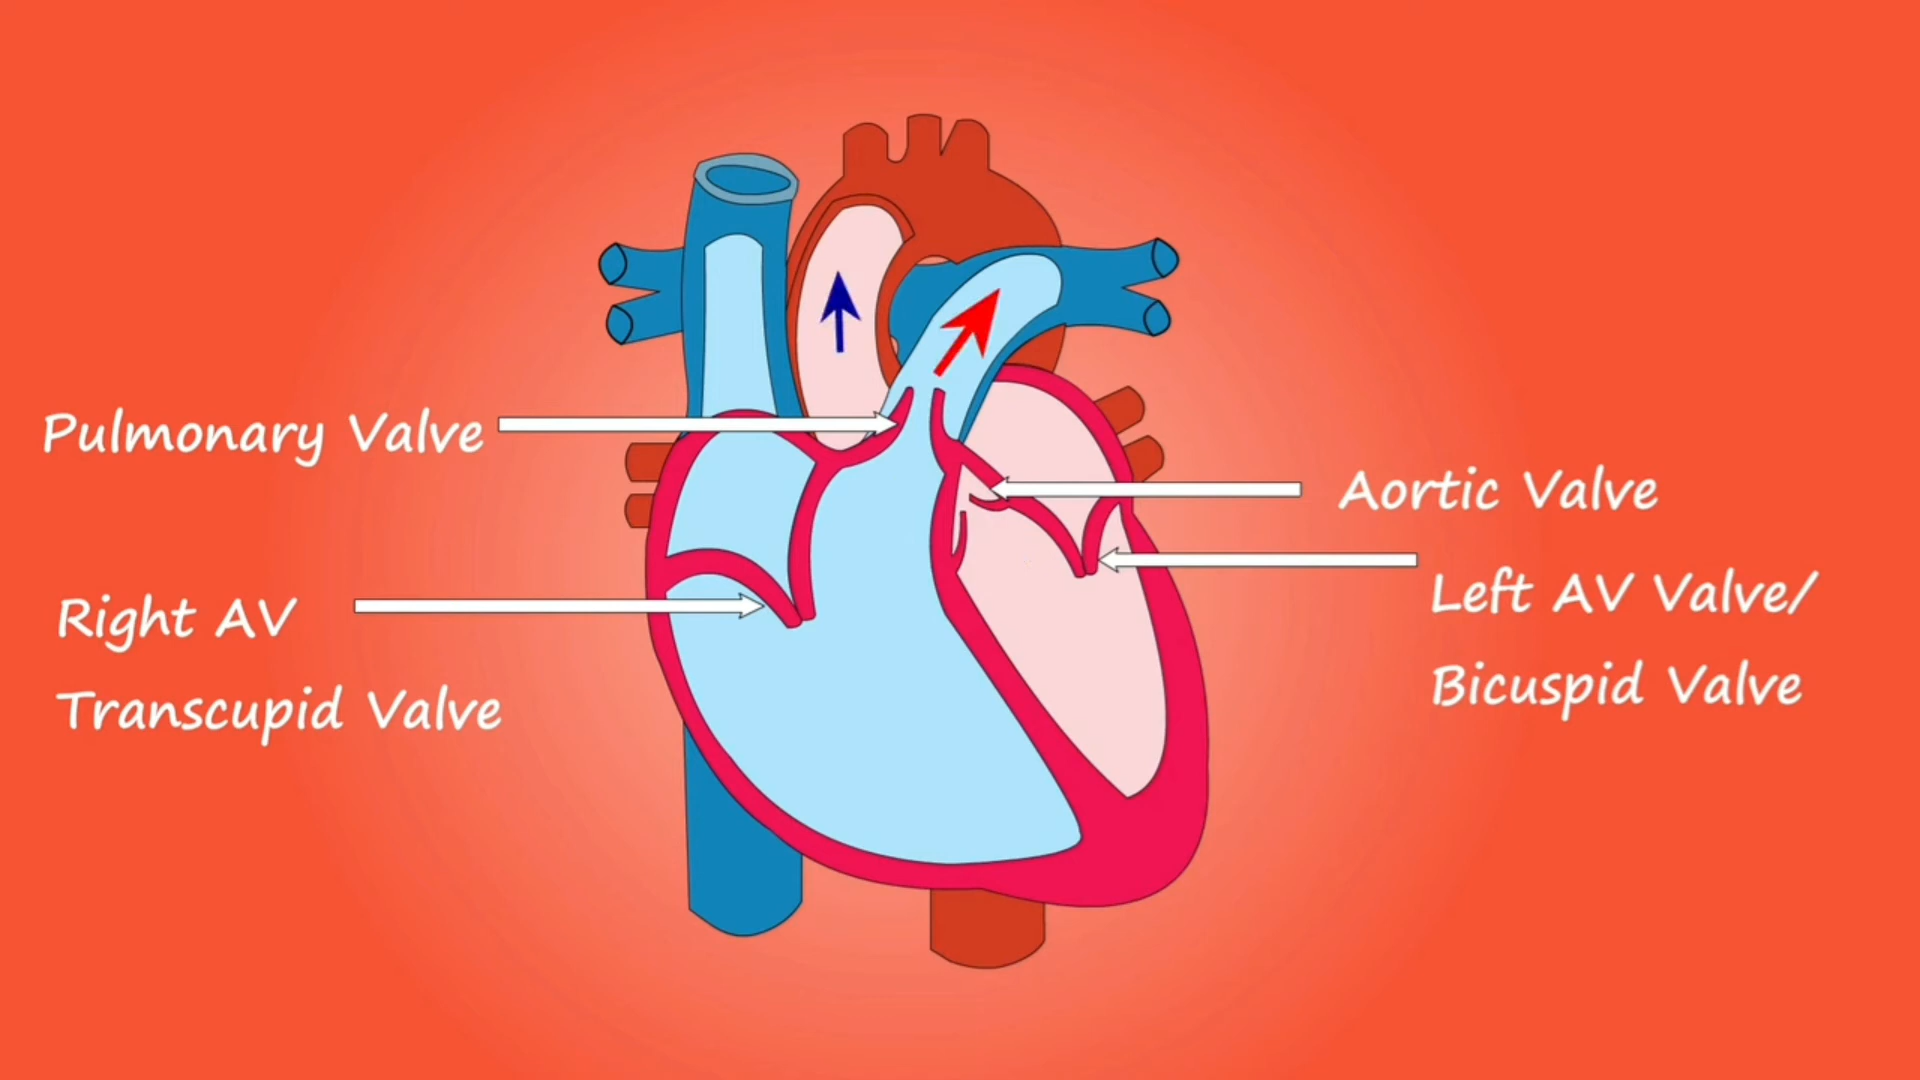 Pulmonary Valve
Right AV
Transcupid Valve
Aortic Valve
Left AV Valve/
Bicuspid Valve